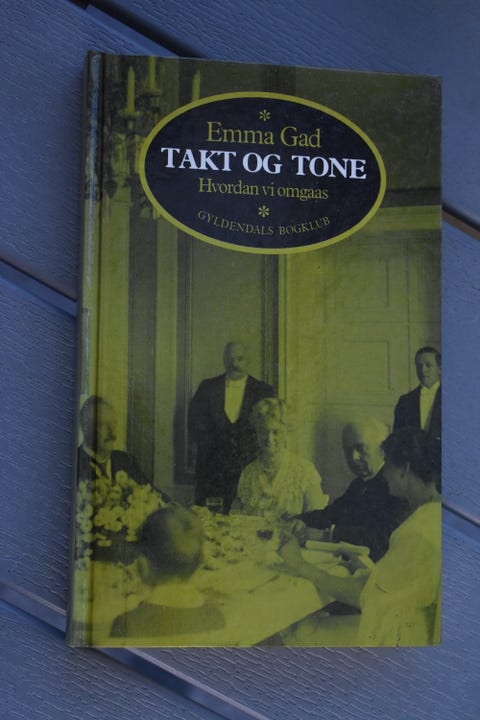 *
Emma Gad
TAKT OG TONE
Hvordan vi omgaas
*
GYLDENDALS BOGKLUB